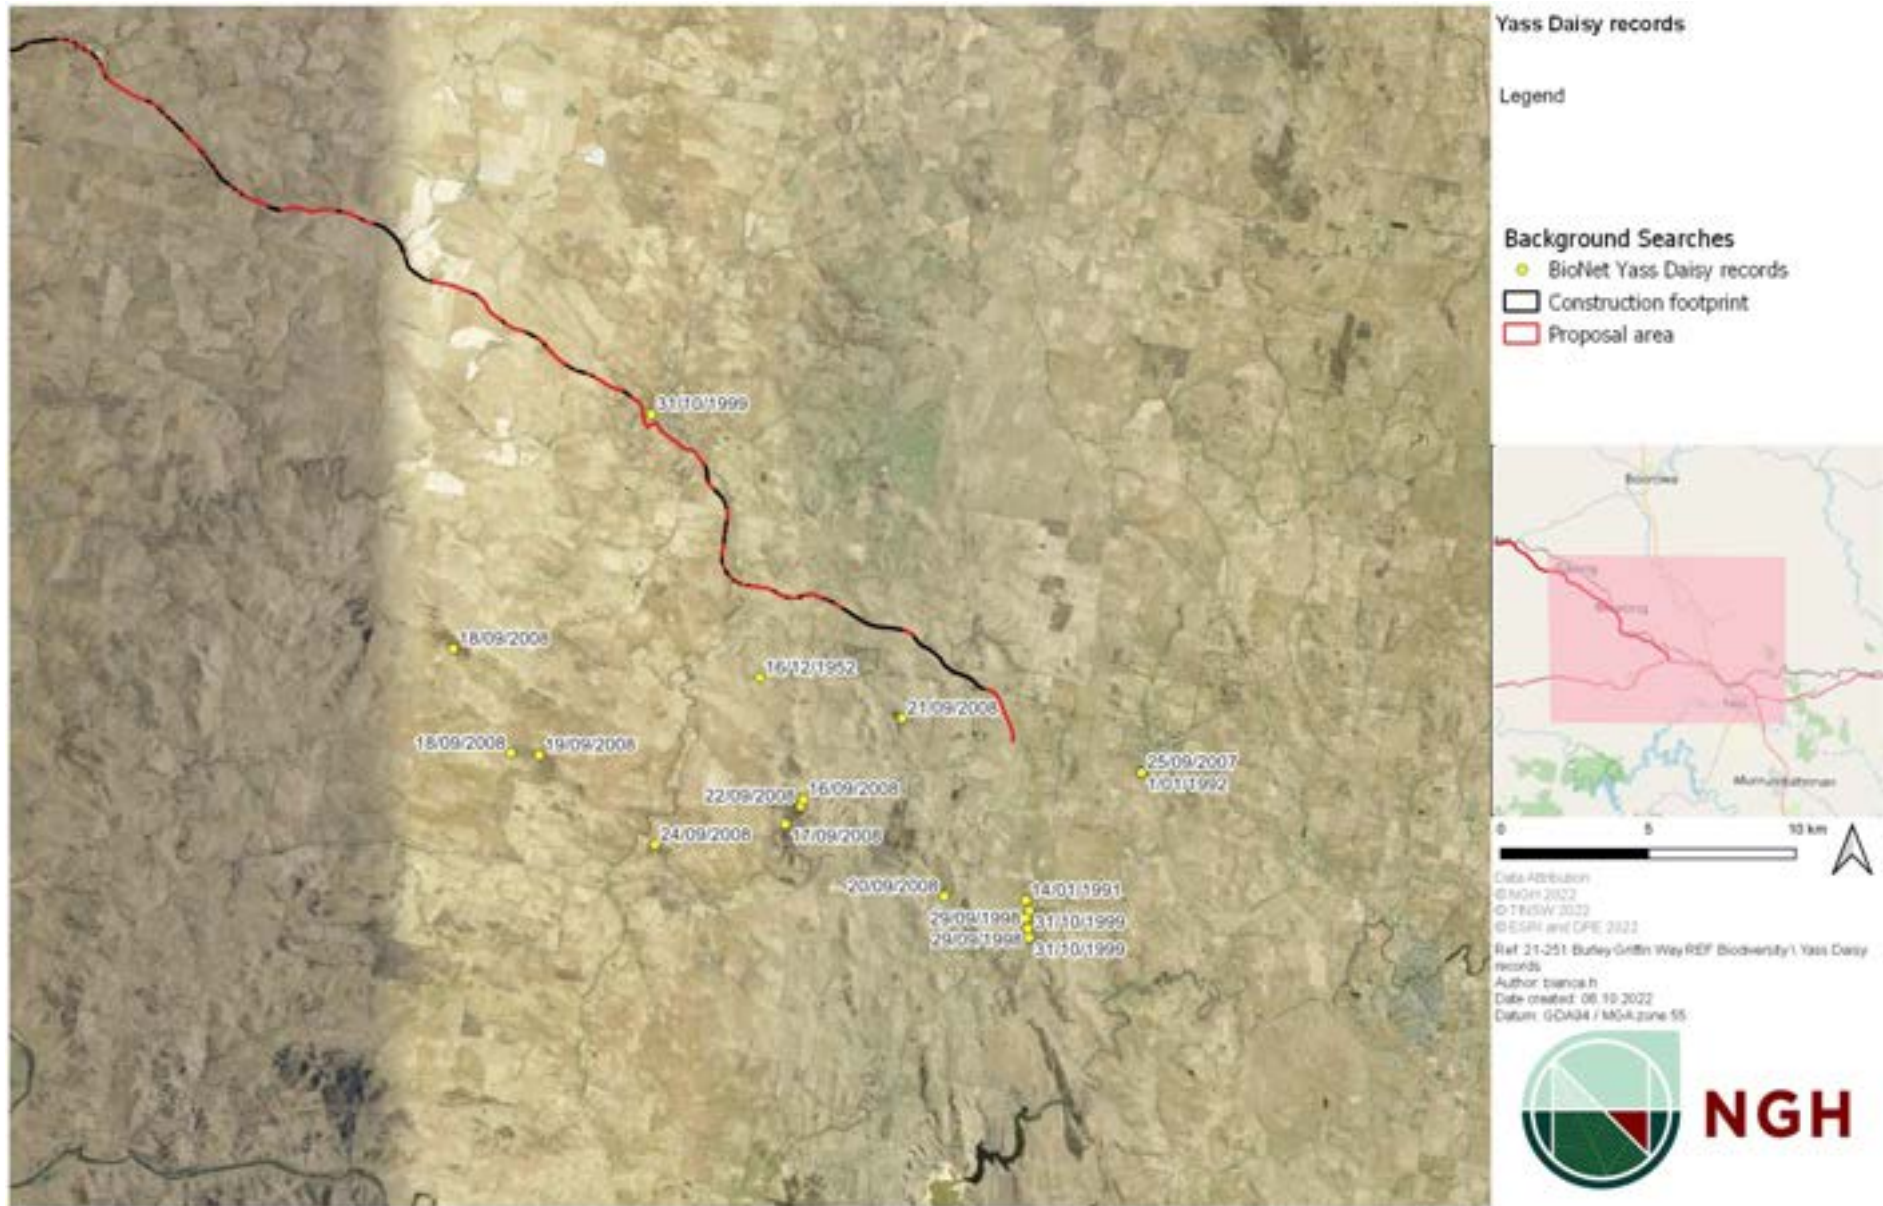 Yass Daisy records
Legend
Background Searches
BioNet Yass Daisy records
Construction footprint
Proposal area
31/10/1999
18/09/2008
16/12/1952
21/09/2008
18/09/2008
19/09/2008
25/09/2007
1/01/1992
22/09/2008
16/09/2008
17/09/2008
24/09/2008
20/09/2008
14/01/1991
29/09/1998
31/10/1999
29/09/1998
31/10/1999
Boorowa
Yass
Murrumbateman
0 5 10 km
Data Attribution
© NGH 2022
© TfNSW 2022
© ESRI and DPIE 2022
Ref: 21-251 Burley Griffin Way REF Biodiversity \ Yass Daisy
records
Author: bianca.h
Date created: 06.10.2022
Datum: GDA94 / MGA zone 55
NGH